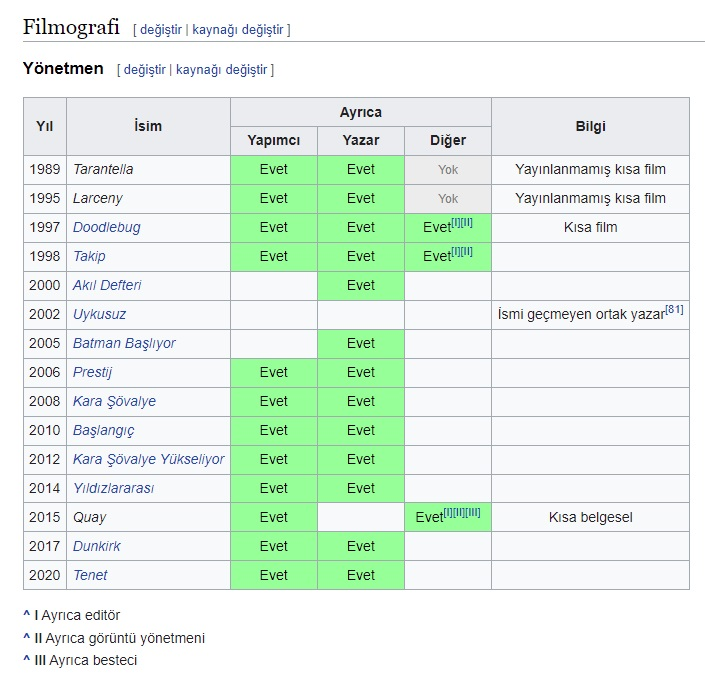 Filmografi [ değiştir | kaynağı değiştir ]
Yönetmen [ değiştir | kaynağı değiştir ]
Yıl İsim Ayrıca Bilgi
Yapımcı Yazar Diğer
1989 Tarantella Evet Evet Yok Yayınlanmamış kısa film
1995 Larceny Evet Evet Yok Yayınlanmamış kısa film
1997 Doodlebug Evet Evet Evet[I][II] Kısa film
1998 Takip Evet Evet Evet[I][II]
2000 Akıl Defteri Evet
2002 Uykusuz İsmi geçmeyen ortak yazar[81]
2005 Batman Başlıyor Evet
2006 Prestij Evet Evet
2008 Kara Şövalye Evet Evet
2010 Başlangıç Evet Evet
2012 Kara Şövalye Yükseliyor Evet Evet
2014 Yıldızlararası Evet Evet
2015 Quay Evet Evet[I][II][III] Kısa belgesel
2017 Dunkirk Evet Evet
2020 Tenet Evet Evet
^ I Ayrıca editör
^ II Ayrıca görüntü yönetmeni
^ III Ayrıca besteci